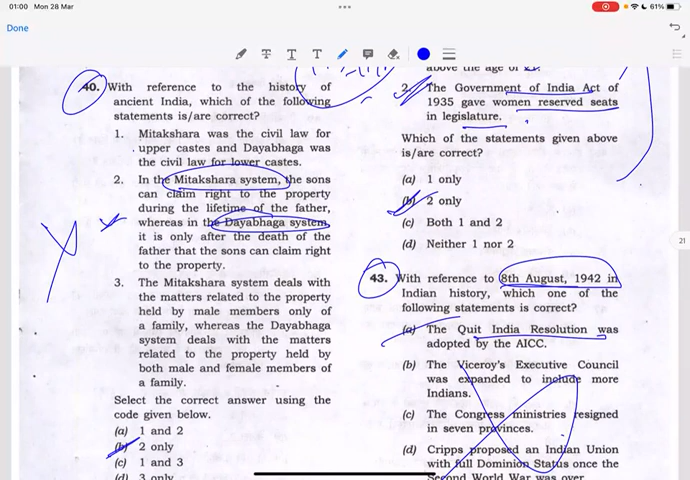 01:00 Mon 28 Mar
61%
Done
40. With reference to the history of
ancient India, which of the following
statements is/are correct?
1. Mitakshara was the civil law for
upper castes and Dayabhaga was
the civil law for lower castes.
2. In the Mitakshara system, the sons
can claim right to the property
during the lifetime of the father,
whereas in the Dayabhaga system,
it is only after the death of the
father that the sons can claim right
to the property.
3. The Mitakshara system deals with
the matters related to the property
held by male members only of
a family, whereas the Dayabhaga
system deals with the matters
related to the property held by
both male and female members of
a family.
Select the correct answer using the
code given below.
(a) 1 and 2
(b) 2 only
(c) 1 and 3
(d) 3 only
above the age of
2. The Government of India Act of
1935 gave women reserved seats
in legislature.
Which of the statements given above
is/are correct?
(a) 1 only
(b) 2 only
(c) Both 1 and 2
(d) Neither 1 nor 2
43. With reference to 8th August, 1942 in
Indian history, which one of the
following statements is correct?
(a) The Quit India Resolution was
adopted by the AICC.
(b) The Viceroy's Executive Council
was expanded to include more
Indians.
(c) The Congress ministries resigned
in seven provinces.
(d) Cripps proposed an Indian Union
with full Dominion Status once the
Second World War was over.
21